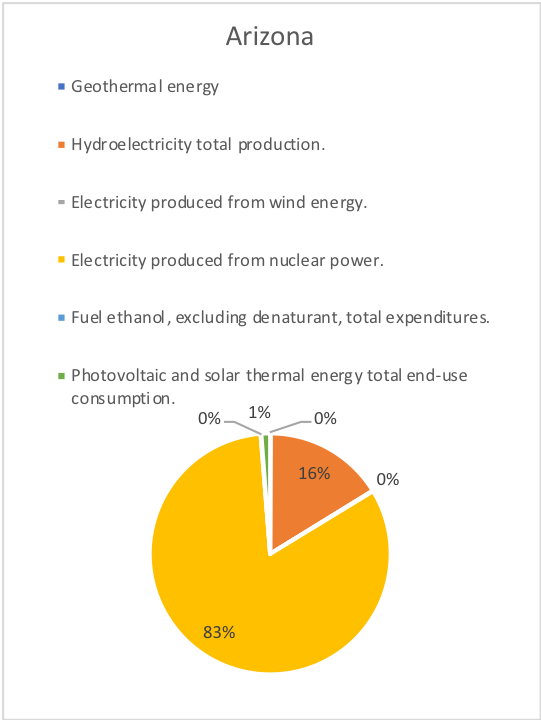 Arizona
Geothermal energy
Hydroelectricity total production.
Electricity produced from wind energy.
Electricity produced from nuclear power.
Fuel ethanol, excluding denaturant, total expenditures.
Photovoltaic and solar thermal energy total end-use
consumption.
0% 1% 0%
16%
0%
83%